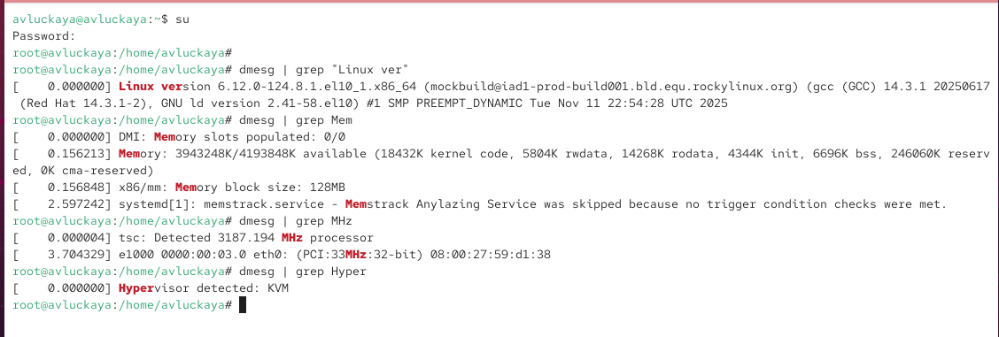 avluckaya@avluckaya:~$ su
Password:
root@avluckaya:/home/avluckaya#
root@avluckaya:/home/avluckaya# dmesg | grep "Linux ver"
[    0.000000] Linux version 6.12.0-124.8.1.el10_1.x86_64 (mockbuild@iad1-prod-build001.bld.equ.rockylinux.org) (gcc (GCC) 14.3.1 20250617
 (Red Hat 14.3.1-2), GNU ld version 2.41-58.el10) #1 SMP PREEMPT_DYNAMIC Tue Nov 11 22:54:28 UTC 2025
root@avluckaya:/home/avluckaya# dmesg | grep Mem
[    0.000000] DMI: Memory slots populated: 0/0
[    0.156213] Memory: 3943248K/4193848K available (18432K kernel code, 5804K rwdata, 14268K rodata, 4344K init, 6696K bss, 246060K reserv
ed, 0K cma-reserved)
[    0.156848] x86/mm: Memory block size: 128MB
[    2.597242] systemd[1]: memstrack.service - Memstrack Anylazing Service was skipped because no trigger condition checks were met.
root@avluckaya:/home/avluckaya# dmesg | grep MHz
[    0.000004] tsc: Detected 3187.194 MHz processor
[    3.704329] e1000 0000:00:03.0 eth0: (PCI:33MHz:32-bit) 08:00:27:59:d1:38
root@avluckaya:/home/avluckaya# dmesg | grep Hyper
[    0.000000] Hypervisor detected: KVM
root@avluckaya:/home/avluckaya#